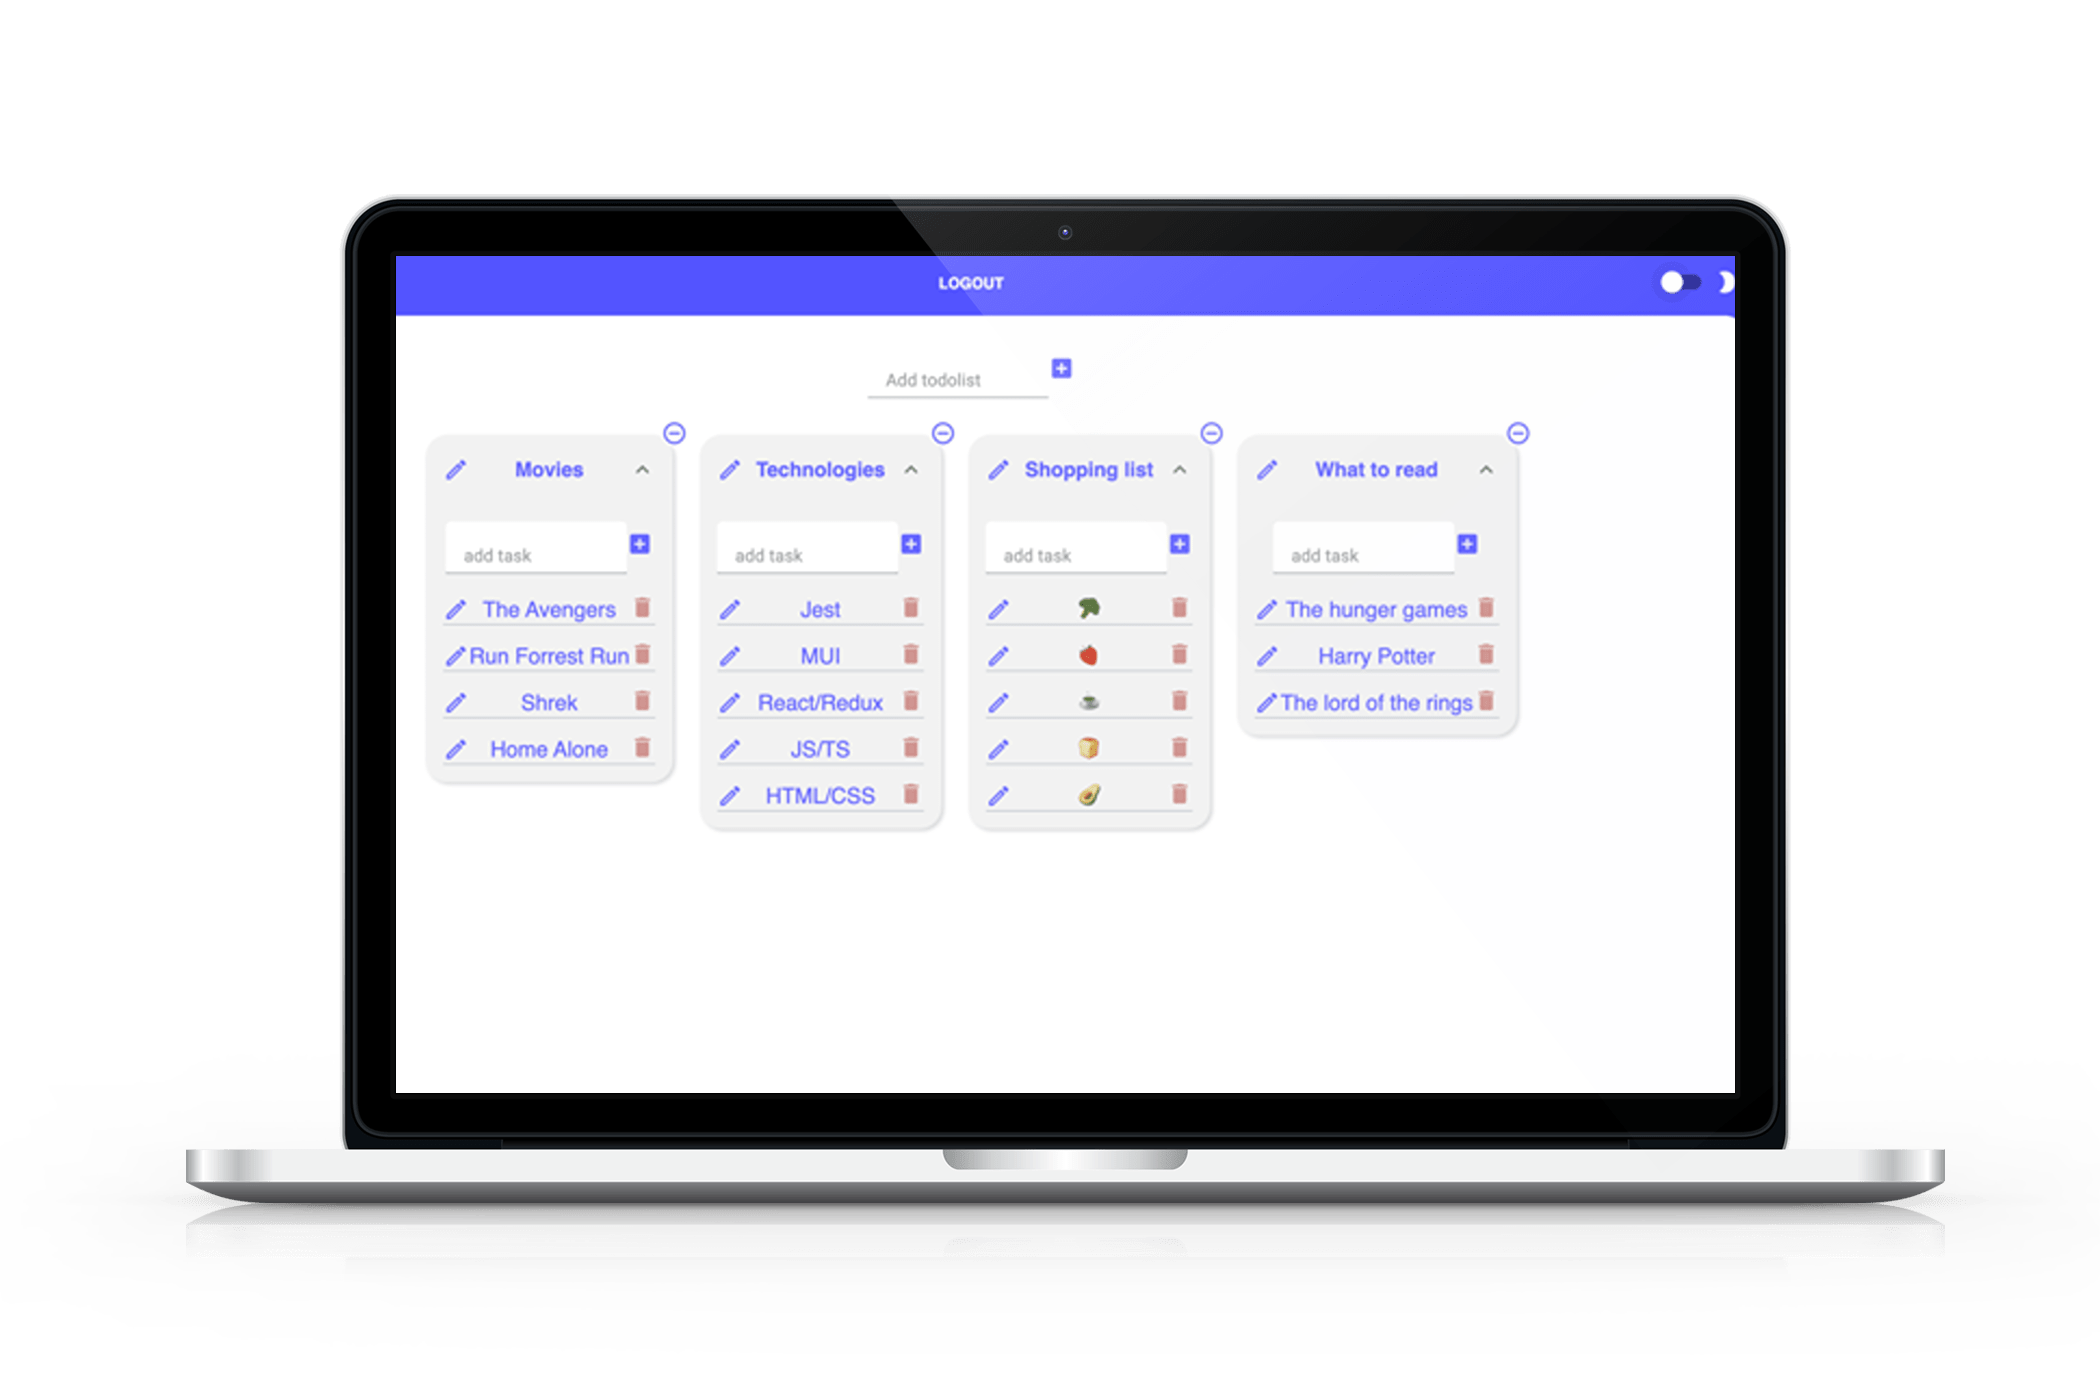 LOGOUT
Add todolist
Movies
add task
The Avengers
Run Forrest Run
Shrek
Home Alone
Technologies
add task
Jest
MUI
React/Redux
JS/TS
HTML/CSS
Shopping list
add task
What to read
add task
The hunger games
Harry Potter
The lord of the rings